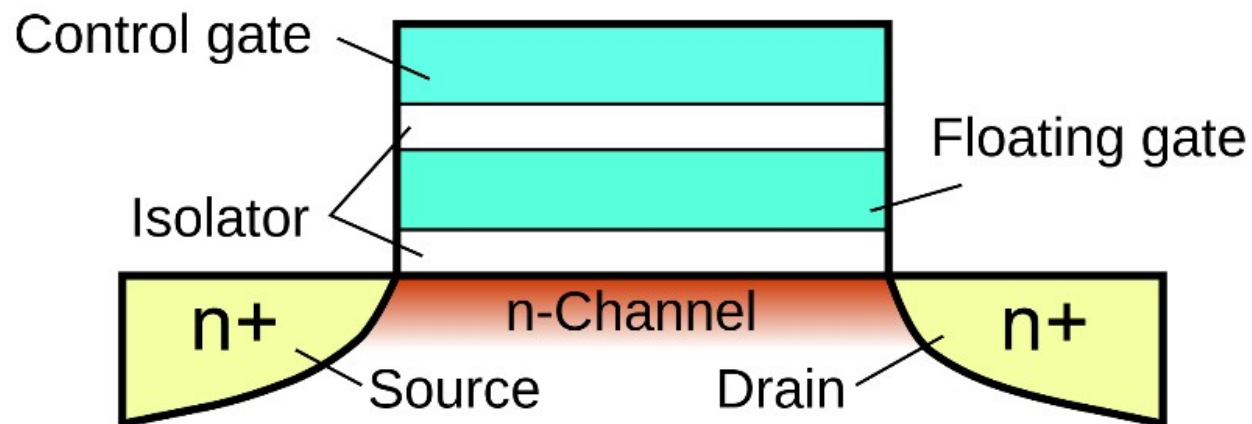 Control gate
Floating gate
Isolator
n+
n-Channel
n+
Source
Drain